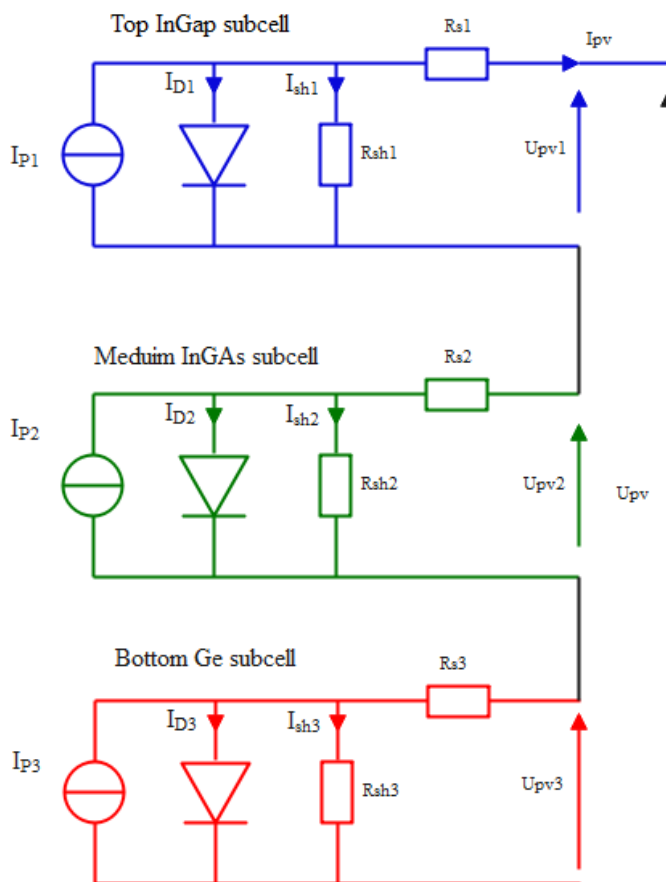 Top InGap subcell
Rs1
Ipv
ID1
Ish1
IP1
Rsh1
Upv1
Meduim InGAs subcell
Rs2
ID2
Ish2
IP2
Rsh2
Upv2
Upv
Bottom Ge subcell
Rs3
ID3
Ish3
IP3
Rsh3
Upv3